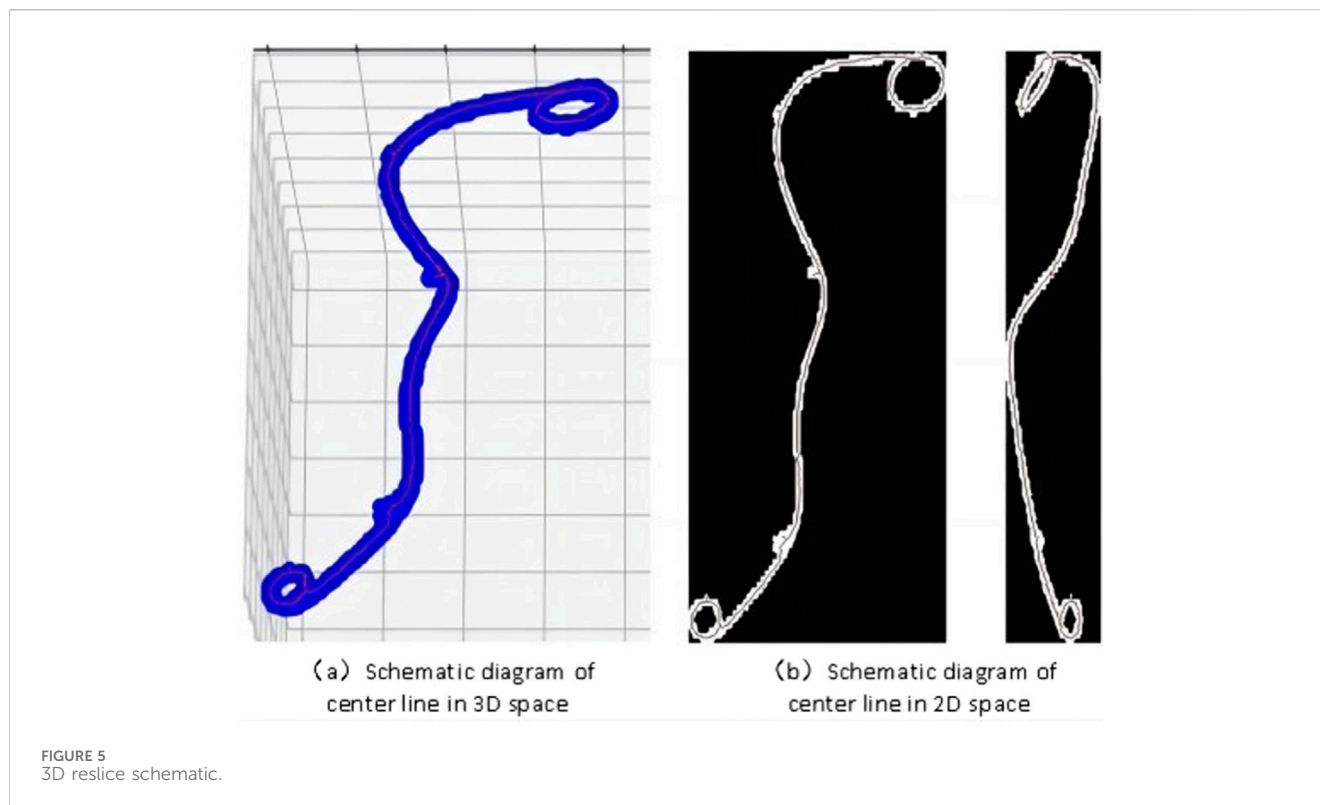 （a）Schematic diagram of
center line in 3D space
（b）Schematic diagram of
center line in 2D space
FIGURE 5
3D reslice schematic.